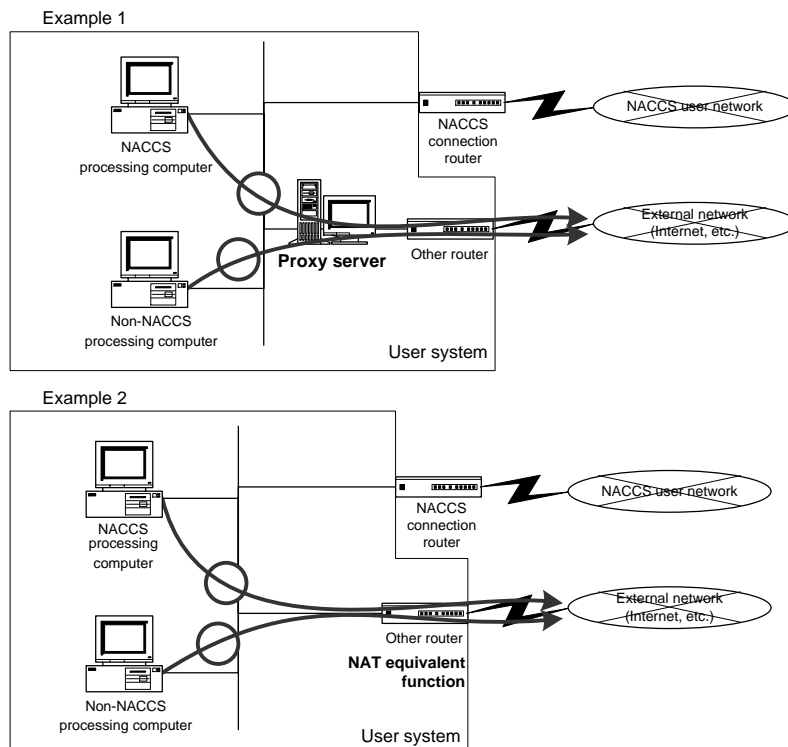 Example 1
NACCS
processing computer
NACCS
connection
router
NACCS user network
External network
(Internet, etc.)
Proxy server
Other router
Non-NACCS
processing computer
User system
Example 2
NACCS
processing
computer
NACCS
connection
router
NACCS user network
External network
(Internet, etc.)
Other router
NAT equivalent
function
Non-NACCS
processing computer
User system